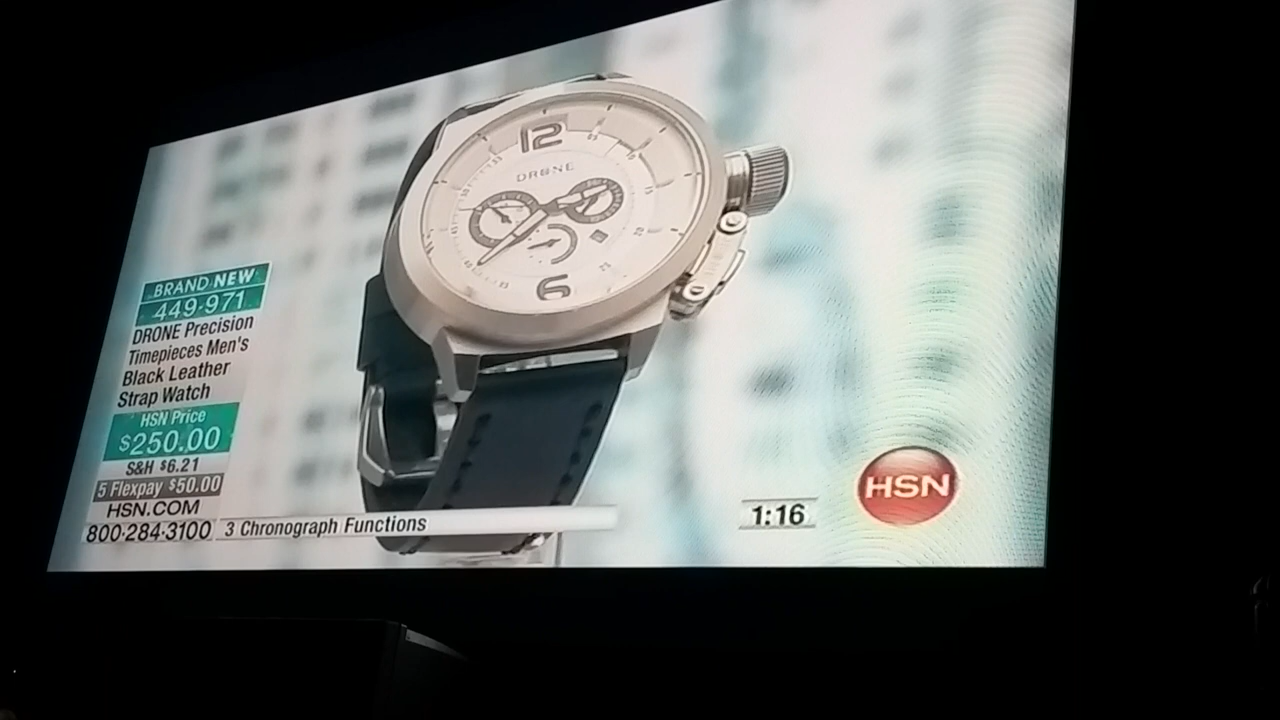 12
DRONE
6
BRAND NEW
449-971
DRONE Precision
Timepieces Men's
Black Leather
Strap Watch
HSN Price
$250.00
S&H $6.21
5 Flexpay $50.00
HSN.COM
800·284·3100
3 Chronograph Functions
1:16
HSN